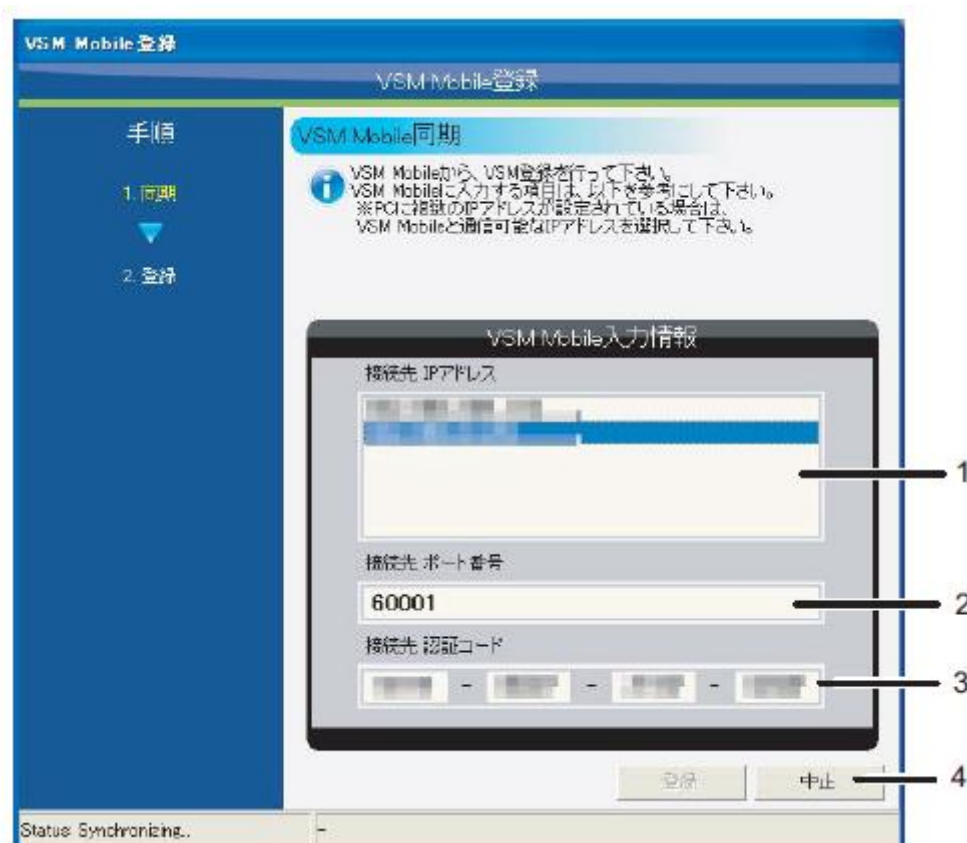 VSM Mobile登録
VSM Mobile登録
手順
1. 同期
2. 登録
VSM Mobile同期
VSM Mobileから、VSM登録を行って下さい。
VSM Mobileに入力する項目は、以下を参考にして下さい。
※PCに複数のIPアドレスが設定されている場合は、
VSM Mobileと通信可能なIPアドレスを選択して下さい。
VSM Mobile入力情報
接続先 IPアドレス
1
接続先 ポート番号
60001
2
接続先 認証コード
- - -
3
登録
中止
4
Status: Synchronizing..
-